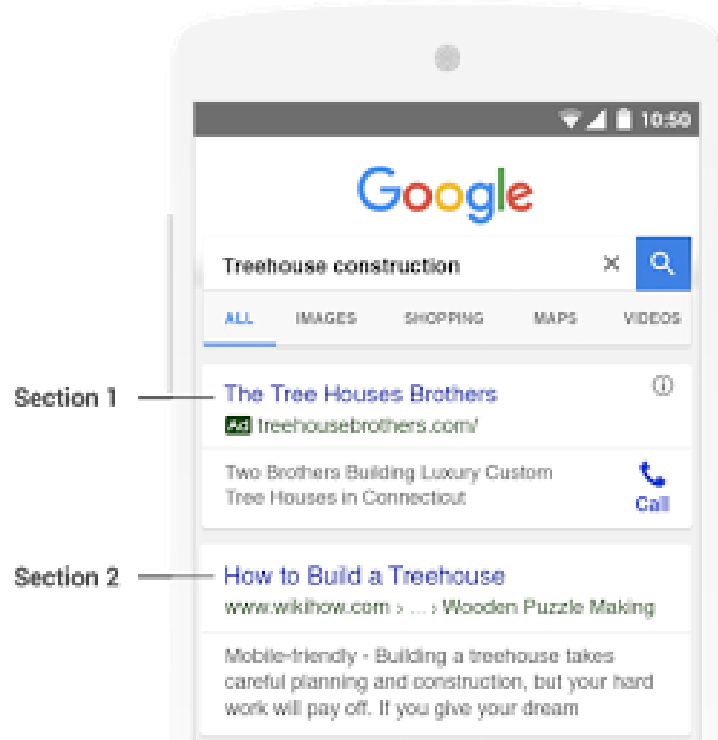 10:50
Google
Treehouse construction
ALL IMAGES SHOPPING MAPS VIDEOS
Section 1
The Tree Houses Brothers
Ad treehousebrothers.com/
Two Brothers Building Luxury Custom
Tree Houses in Connecticut
Call
Section 2
How to Build a Treehouse
www.wikihow.com › ... › Wooden Puzzle Making
Mobile-friendly - Building a treehouse takes
careful planning and construction, but your hard
work will pay off. If you give your dream